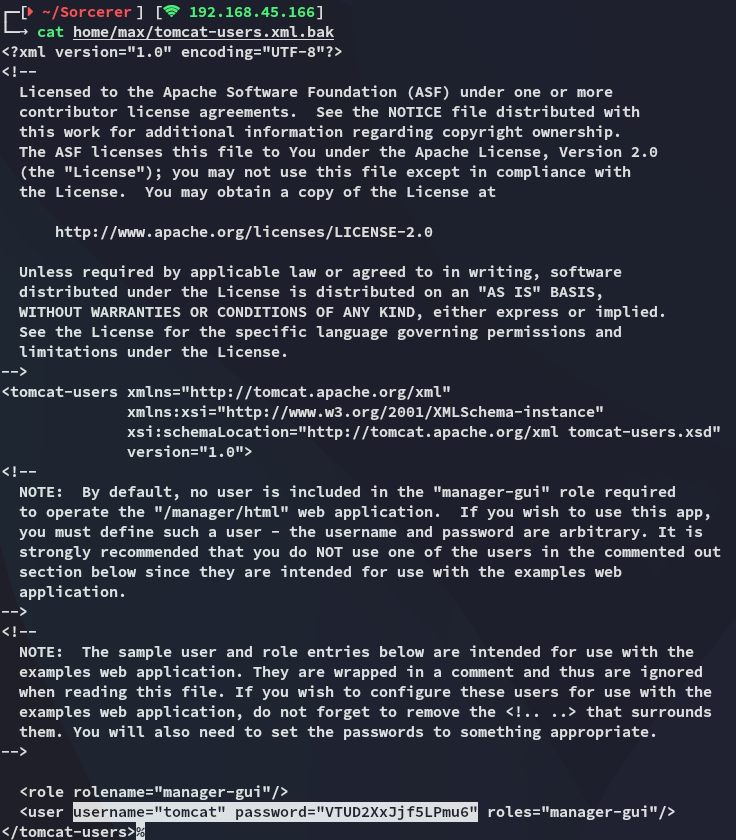 [ ~/Sorcerer ] [ 192.168.45.166]
cat home/max/tomcat-users.xml.bak
<?xml version="1.0" encoding="UTF-8"?>
<!--
  Licensed to the Apache Software Foundation (ASF) under one or more
  contributor license agreements.  See the NOTICE file distributed with
  this work for additional information regarding copyright ownership.
  The ASF licenses this file to You under the Apache License, Version 2.0
  (the "License"); you may not use this file except in compliance with
  the License.  You may obtain a copy of the License at

      http://www.apache.org/licenses/LICENSE-2.0

  Unless required by applicable law or agreed to in writing, software
  distributed under the License is distributed on an "AS IS" BASIS,
  WITHOUT WARRANTIES OR CONDITIONS OF ANY KIND, either express or implied.
  See the License for the specific language governing permissions and
  limitations under the License.
-->
<tomcat-users xmlns="http://tomcat.apache.org/xml"
              xmlns:xsi="http://www.w3.org/2001/XMLSchema-instance"
              xsi:schemaLocation="http://tomcat.apache.org/xml tomcat-users.xsd"
              version="1.0">
<!--
  NOTE:  By default, no user is included in the "manager-gui" role required
  to operate the "/manager/html" web application.  If you wish to use this app,
  you must define such a user - the username and password are arbitrary. It is
  strongly recommended that you do NOT use one of the users in the commented out
  section below since they are intended for use with the examples web
  application.
-->
<!--
  NOTE:  The sample user and role entries below are intended for use with the
  examples web application. They are wrapped in a comment and thus are ignored
  when reading this file. If you wish to configure these users for use with the
  examples web application, do not forget to remove the <!.. ..> that surrounds
  them. You will also need to set the passwords to something appropriate.
-->

  <role rolename="manager-gui"/>
  <user username="tomcat" password="VTUD2XxJjf5LPmu6" roles="manager-gui"/>
</tomcat-users>%